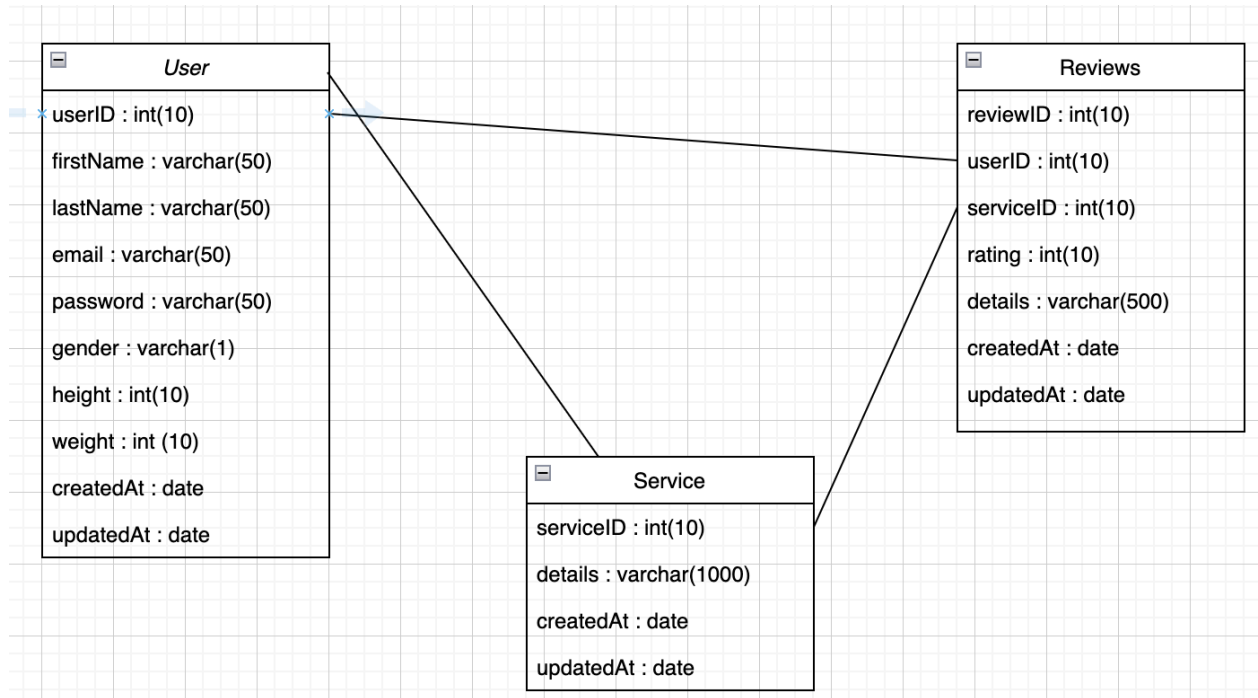 User
userID : int(10)
firstName : varchar(50)
lastName : varchar(50)
email : varchar(50)
password : varchar(50)
gender : varchar(1)
height : int(10)
weight : int (10)
createdAt : date
updatedAt : date
Reviews
reviewID : int(10)
userID : int(10)
serviceID : int(10)
rating : int(10)
details : varchar(500)
createdAt : date
updatedAt : date
Service
serviceID : int(10)
details : varchar(1000)
createdAt : date
updatedAt : date